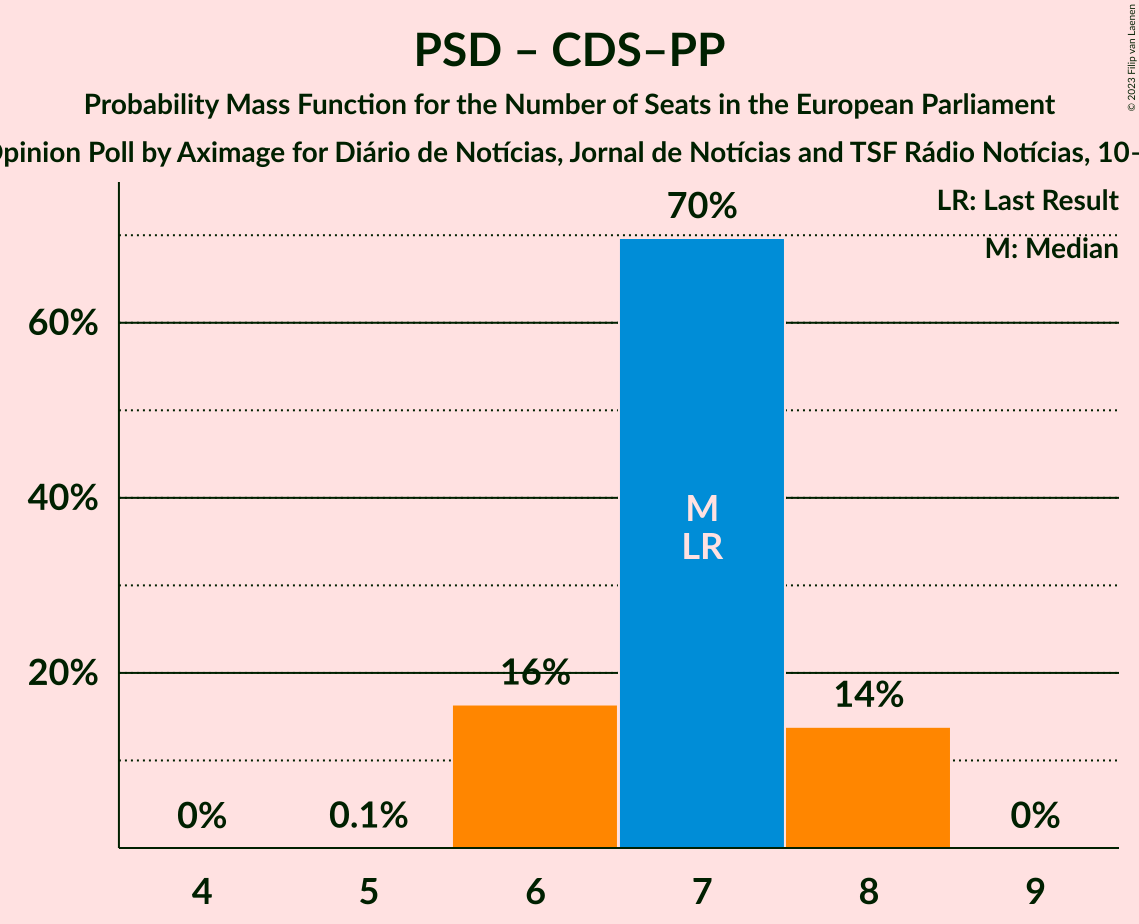 PSD – CDS–PP
Probability Mass Function for the Number of Seats in the European Parliament
Opinion Poll by Aximage for Diário de Notícias, Jornal de Notícias and TSF Rádio Notícias, 10–
© 2023 Filip van Laenen
LR: Last Result
M: Median
70%
60%
40%
M
LR
20%
16%
14%
0%
0.1%
0%
4
5
6
7
8
9